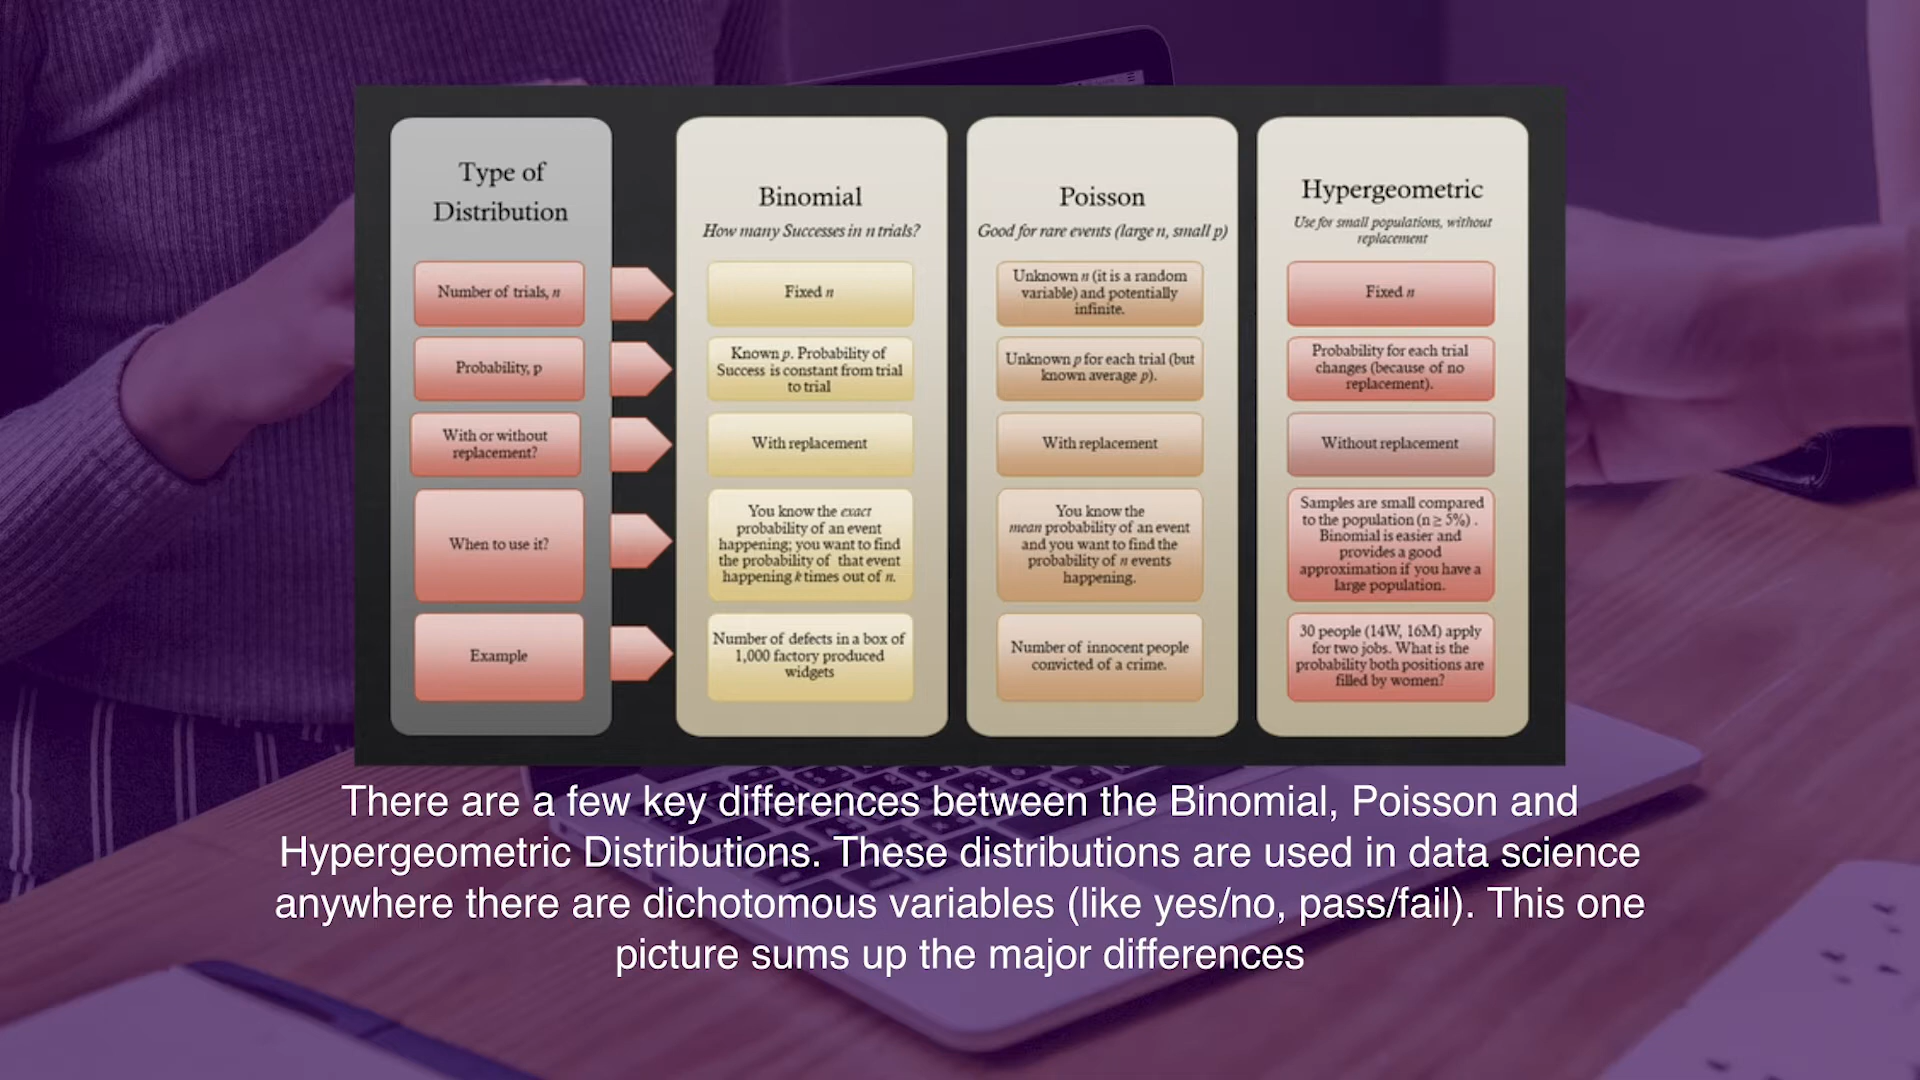 Type of
Distribution
Number of trials, n
Probability, p
With or without
replacement?
When to use it?
Example
Binomial
How many Successes in n trials?
Fixed n
Known p. Probability of
Success is constant from trial
to trial
With replacement
You know the exact
probability of an event
happening; you want to find
the probability of that event
happening k times out of n.
Number of defects in a box of
1,000 factory produced
widgets
Poisson
Good for rare events (large n, small p)
Unknown n (it is a random
variable) and potentially
infinite.
Unknown p for each trial (but
known average p).
With replacement
You know the
mean probability of an event
and you want to find the
probability of n events
happening.
Number of innocent people
convicted of a crime.
Hypergeometric
Use for small populations, without
replacement
Fixed n
Probability for each trial
changes (because of no
replacement).
Without replacement
Samples are small compared
to the population (n ≥ 5%) .
Binomial is easier and
provides a good
approximation if you have a
large population.
30 people (14W, 16M) apply
for two jobs. What is the
probability both positions are
filled by women?
There are a few key differences between the Binomial, Poisson and
Hypergeometric Distributions. These distributions are used in data science
anywhere there are dichotomous variables (like yes/no, pass/fail). This one
picture sums up the major differences